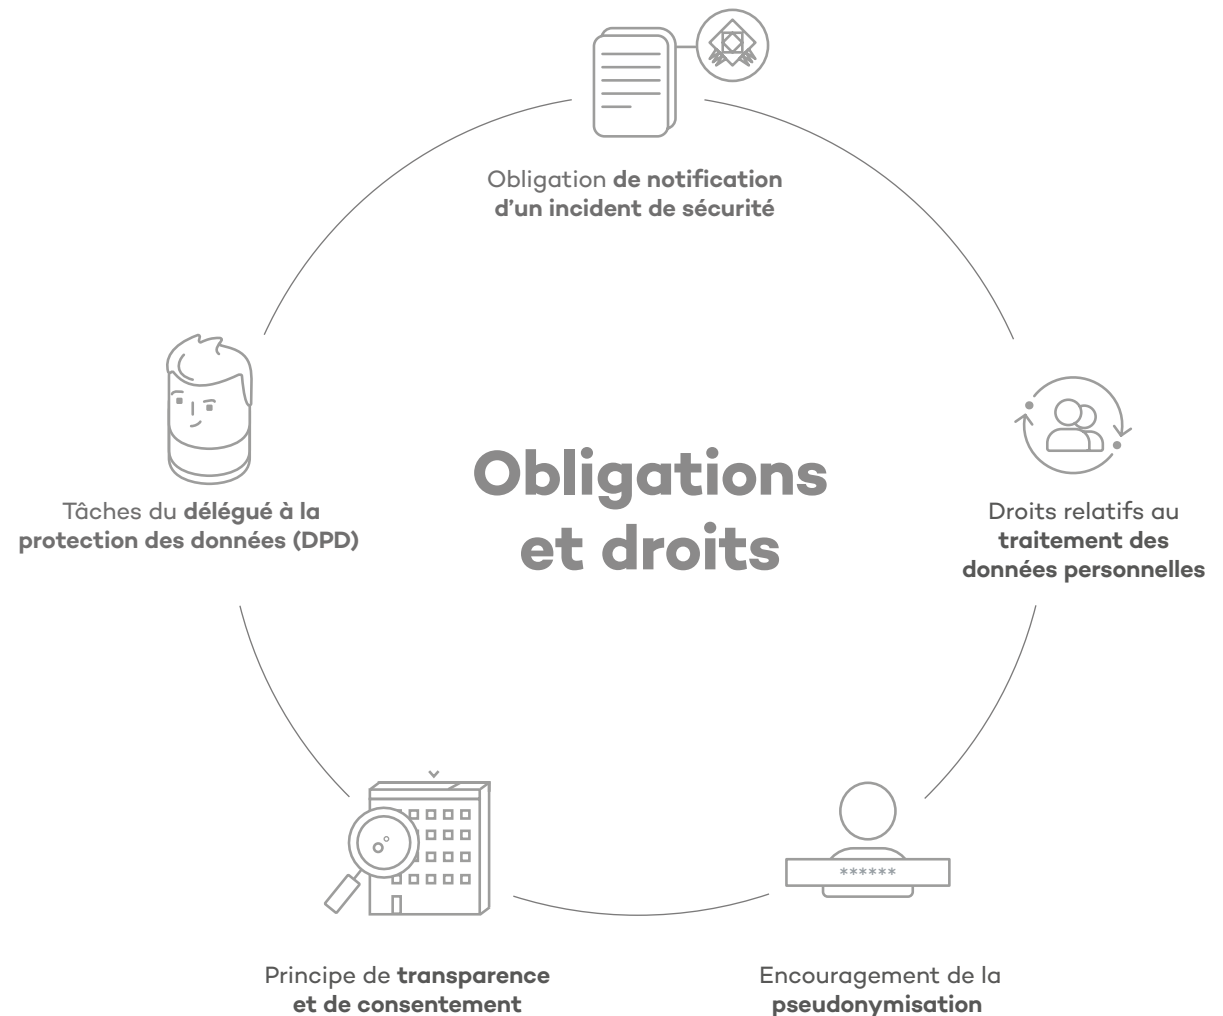 Obligation de notification
d’un incident de sécurité
Obligations
et droits
Tâches du délégué à la
protection des données (DPD)
Droits relatifs au
traitement des
données personnelles
******
Principe de transparence
et de consentement
Encouragement de la
pseudonymisation